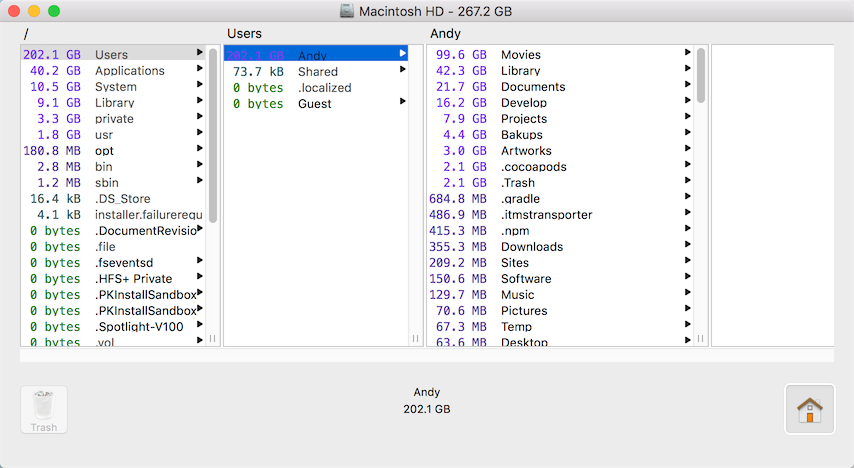 Macintosh HD - 267.2 GB
/
202.1 GB Users
40.2 GB Applications
10.5 GB System
9.1 GB Library
3.3 GB private
1.8 GB usr
180.8 MB opt
2.8 MB bin
1.2 MB sbin
16.4 kB .DS_Store
4.1 kB installer.failurerequ
0 bytes .DocumentRevisio
0 bytes .file
0 bytes .fseventsd
0 bytes .HFS+ Private
0 bytes .PKInstallSandbox
0 bytes .PKInstallSandbox
0 bytes .Spotlight-V100
0 bytes .vol
Users
202.1 GB Andy
73.7 kB Shared
0 bytes .localized
0 bytes Guest
Andy
99.6 GB Movies
42.3 GB Library
21.7 GB Documents
16.2 GB Develop
7.9 GB Projects
4.4 GB Bakups
3.0 GB Artworks
2.1 GB .cocoapods
2.1 GB .Trash
684.8 MB .gradle
486.9 MB .itmstransporter
415.3 MB .npm
355.3 MB Downloads
209.2 MB Sites
150.6 MB Software
129.7 MB Music
70.6 MB Pictures
67.3 MB Temp
63.6 MB Desktop
Trash
Andy
202.1 GB